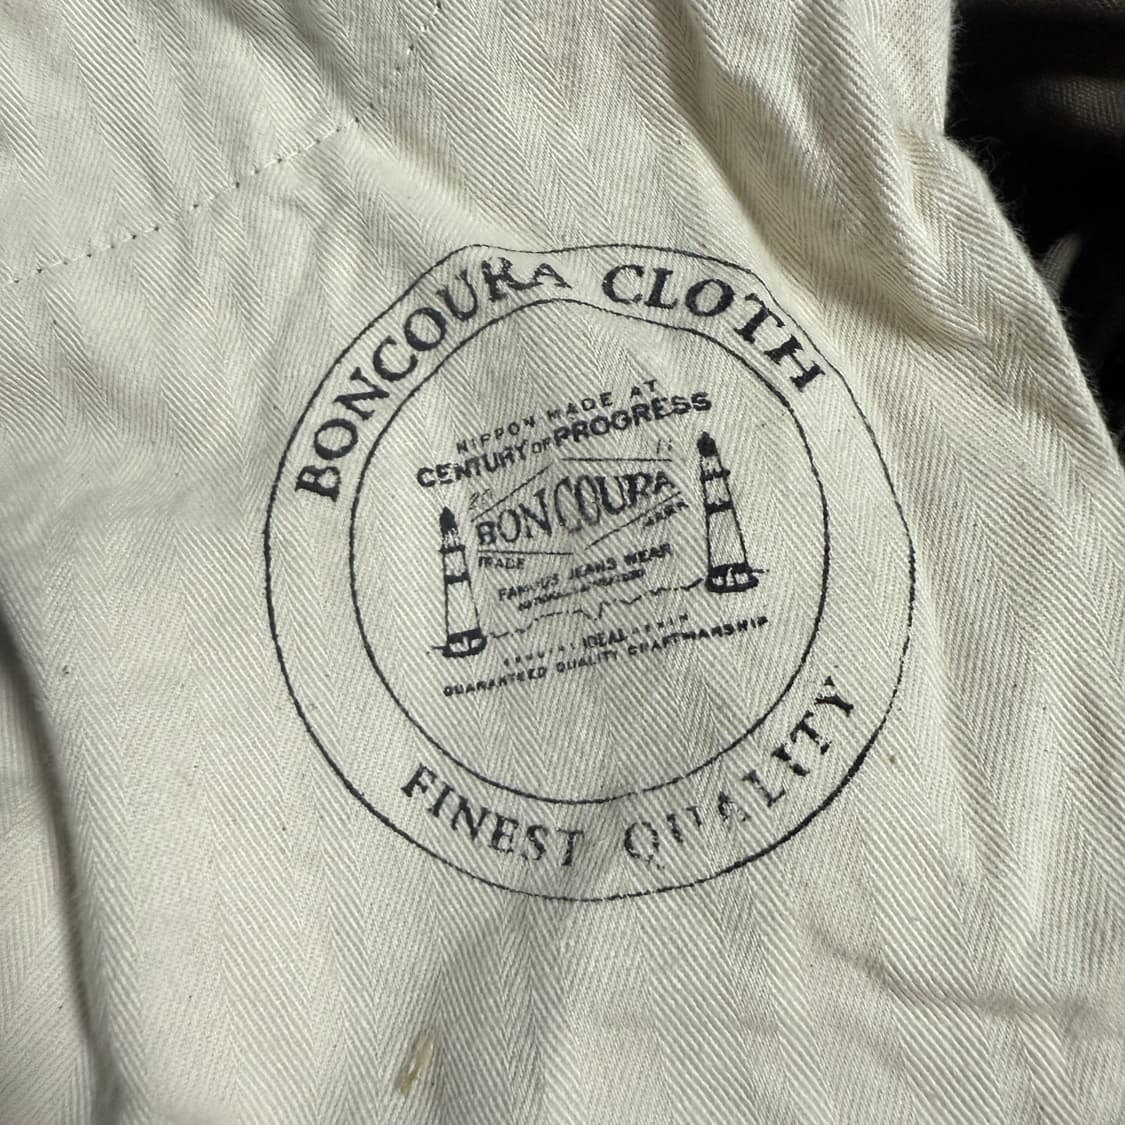 BONCOURA CLOTH
NIPPON MADE AT
CENTURY OF PROGRESS
BONCOURA
TRADE MARK
FAMOUS JEANS WEAR
IDEAL
GUARANTEED QUALITY CRAFTMANSHIP
FINEST QUALITY